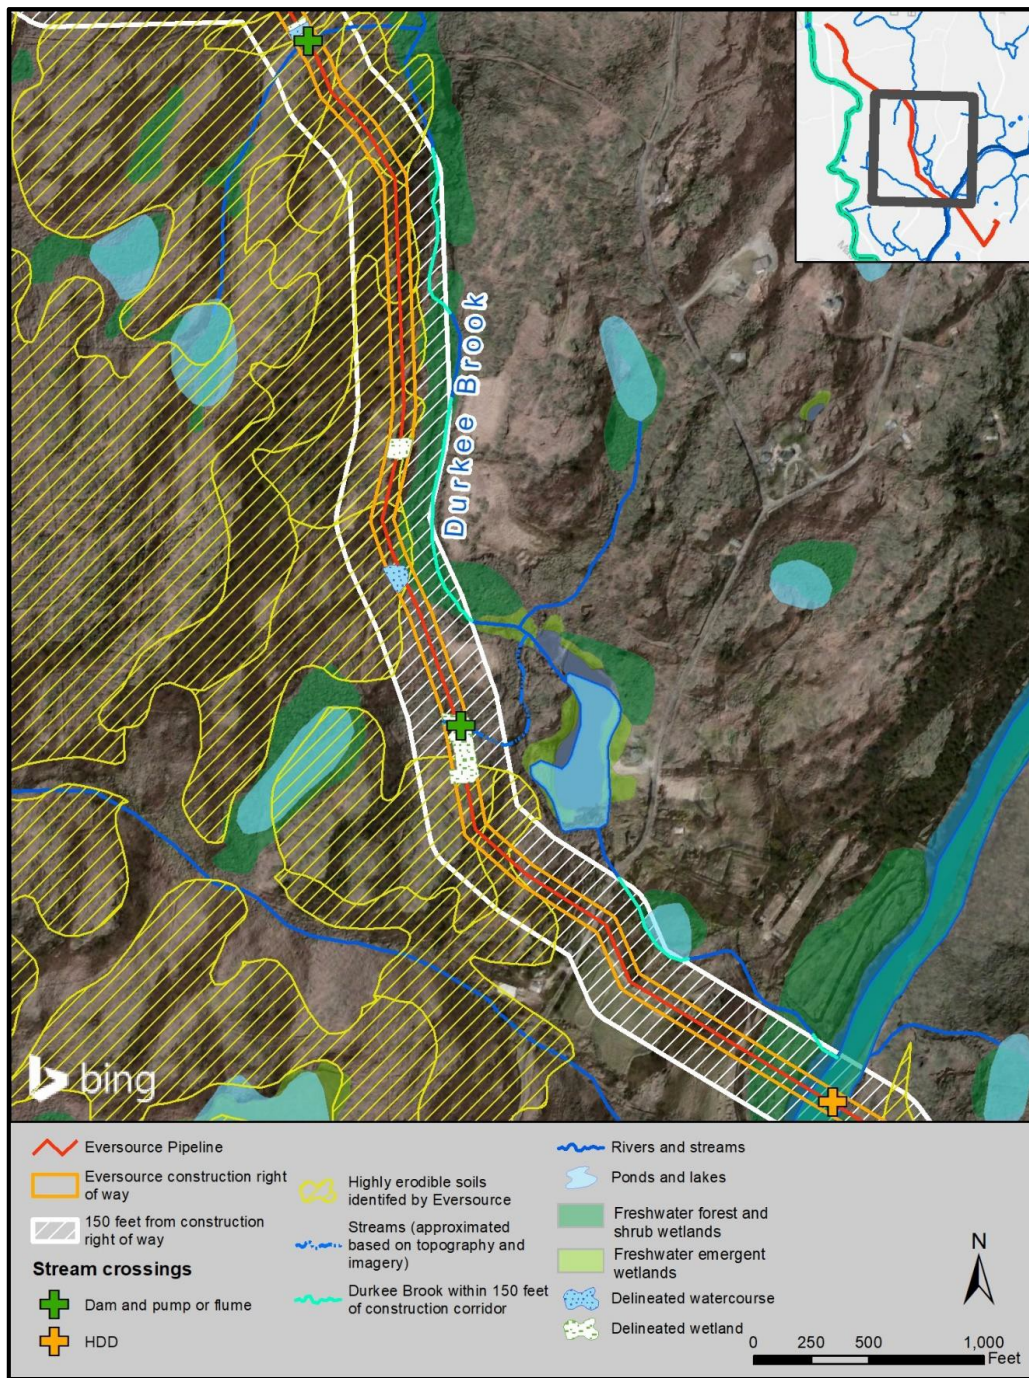 Durkee Brook
bing
Eversource Pipeline
Eversource construction right
of way
150 feet from construction
right of way
Stream crossings
Dam and pump or flume
HDD
Highly erodible soils
identifed by Eversource
Streams (approximated
based on topography and
imagery)
Durkee Brook within 150 feet
of construction corridor
Rivers and streams
Ponds and lakes
Freshwater forest and
shrub wetlands
Freshwater emergent
wetlands
Delineated watercourse
Delineated wetland
N
0 250 500 1,000
Feet